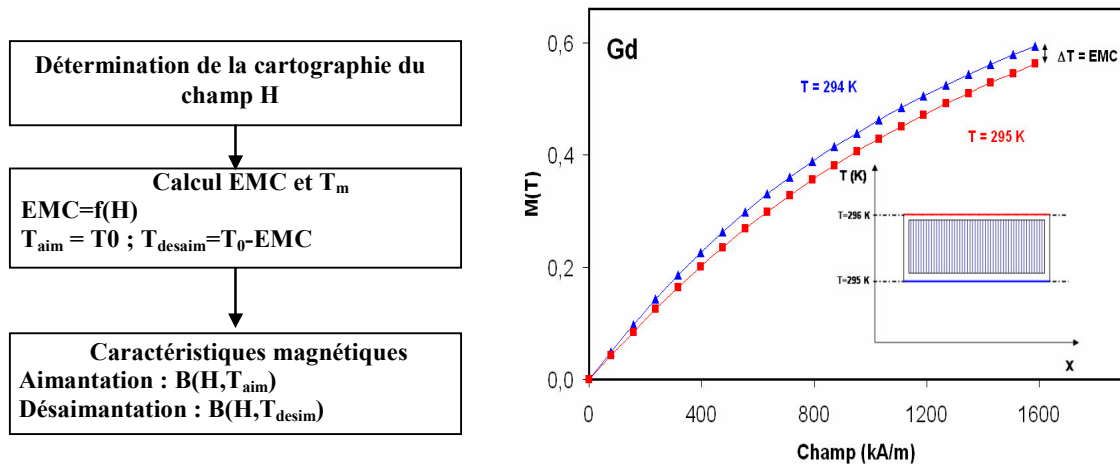 Détermination de la cartographie du
champ H
Calcul EMC et Tm
EMC=f(H)
Taim = T0 ; Tdesaim=T0-EMC
Caractéristiques magnétiques
Aimantation : B(H,Taim)
Désaimantation : B(H,Tdesim)
Gd
0,6
0,4
0,2
0,0
M(T)
T = 294 K
T = 295 K
ΔT = EMC
T (K)
T=296 K
T=295 K
X
0
400
800
1200
1600
Champ (kA/m)